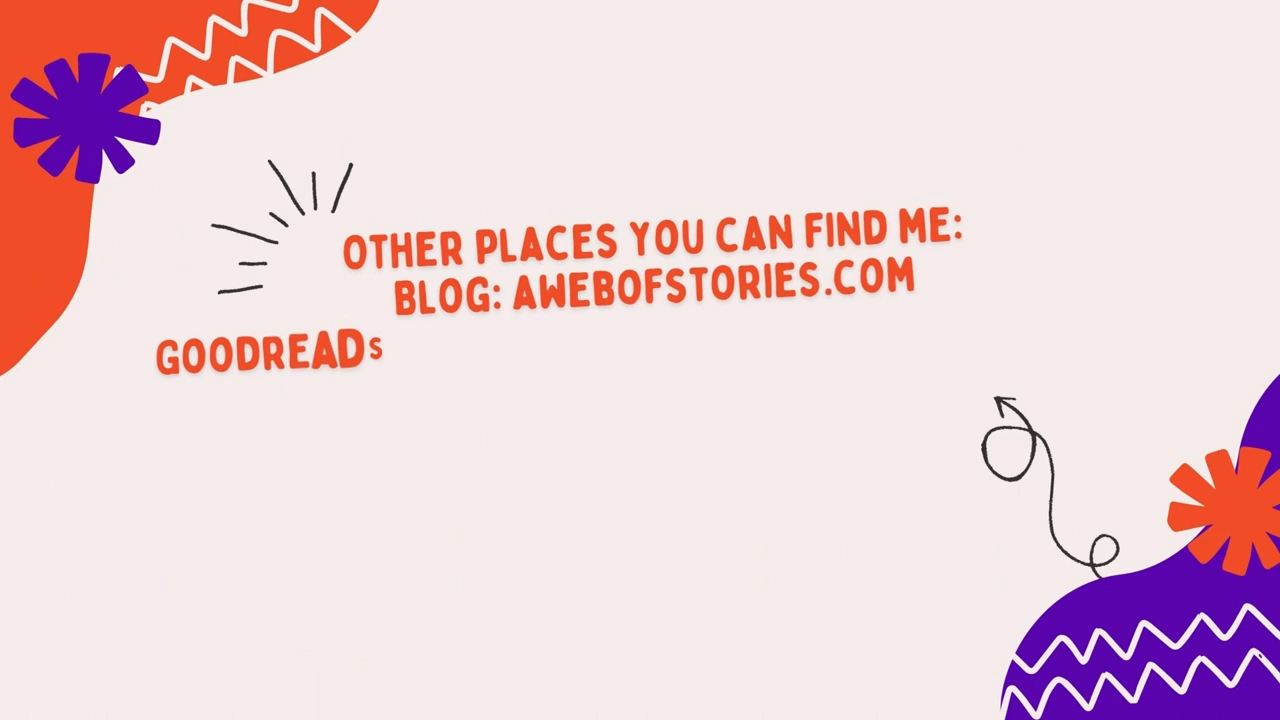 OTHER PLACES YOU CAN FIND ME:
BLOG: AWEBOFSTORIES.COM
GOODREADS